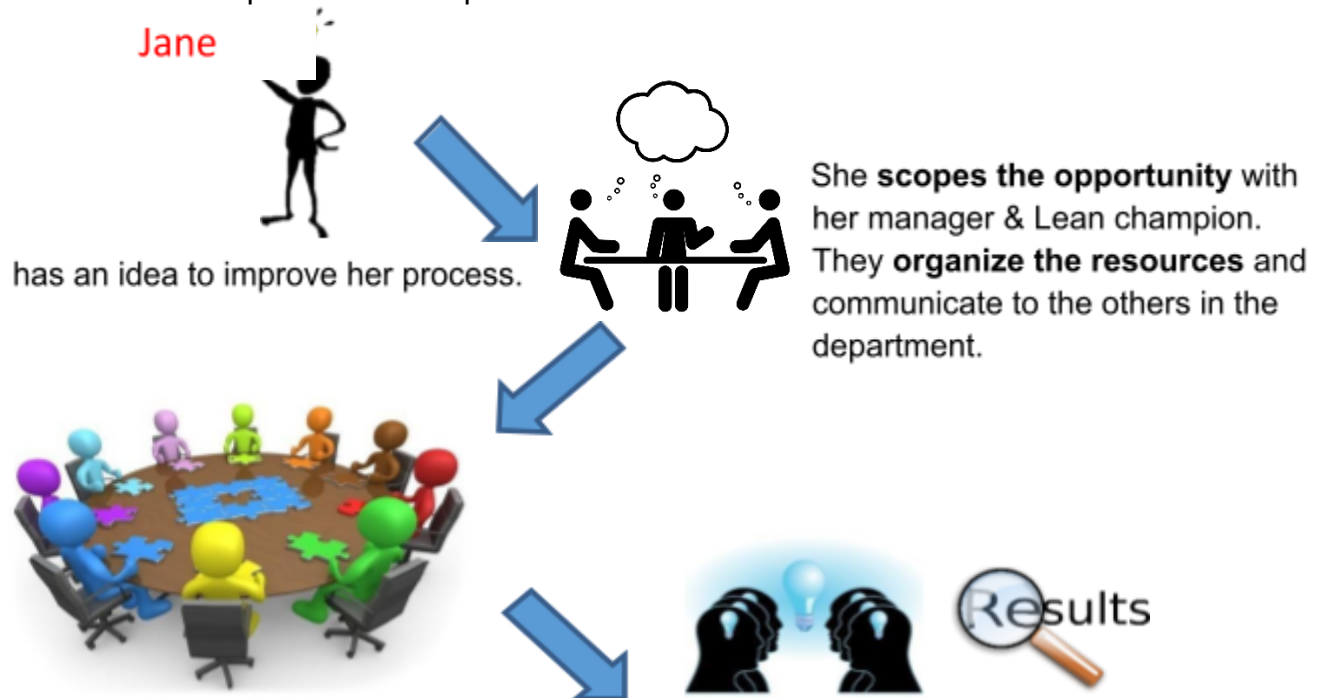 Jane
has an idea to improve her process.
She scopes the opportunity with
her manager & Lean champion.
They organize the resources and
communicate to the others in the
department.
Results